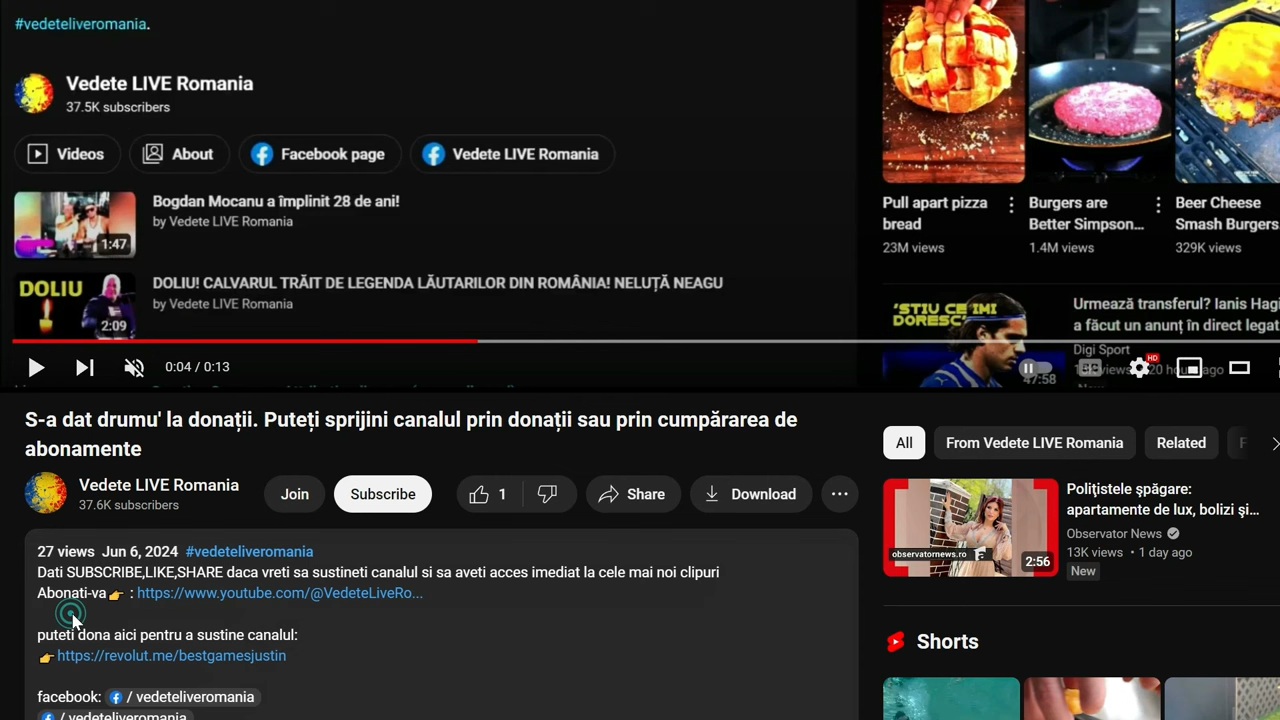 #vedeteliveromania.
Vedete LIVE Romania
37.5K subscribers
Videos
About
Facebook page
Vedete LIVE Romania
1:47
Bogdan Mocanu a împlinit 28 de ani!
by Vedete LIVE Romania
DOLIU
2:09
DOLIU! CALVARUL TRĂIT DE LEGENDA LĂUTARILOR DIN ROMÂNIA! NELUȚĂ NEAGU
by Vedete LIVE Romania
0:04 / 0:13
Pull apart pizza
bread
23M views
Burgers are
Better Simpson...
1.4M views
Beer Cheese
Smash Burgers
329K views
'ȘTIU CE ÎMI
DORESC'
47:58
Urmează transferul? Ianis Hagi
a făcut un anunț în direct legat
Digi Sport
views
20 hours ago
HD
S-a dat drumu' la donații. Puteți sprijini canalul prin donații sau prin cumpărarea de
abonamente
Vedete LIVE Romania
37.6K subscribers
Join
Subscribe
1
Share
Download
27 views Jun 6, 2024 #vedeteliveromania
Dati SUBSCRIBE,LIKE,SHARE daca vreti sa sustineti canalul si sa aveti acces imediat la cele mai noi clipuri
Abonati-va👉 : https://www.youtube.com/@VedeteLiveRo...
puteti dona aici pentru a sustine canalul:
👉https://revolut.me/bestgamesjustin
facebook: / vedeteliveromania
/ vedeteliveromania
All
From Vedete LIVE Romania
Related
observatornews.ro
2:56
Polițistele șpăgare:
apartamente de lux, bolizi și...
Observator News
13K views • 1 day ago
New
Shorts